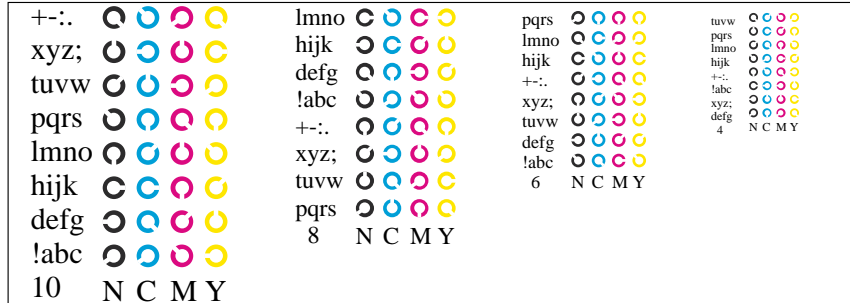 +-:.
xyz;
tuvw
pqrs
lmno
hijk
defg
!abc
10 N C M Y
lmno
hijk
defg
!abc
+-:.
xyz;
tuvw
pqrs
8 N C M Y
pqrs
lmno
hijk
+-:.
xyz;
tuvw
defg
!abc
6 N C M Y
tuvw
pqrs
lmno
hijk
+-:.
!abc
xyz;
defg
4 N C M Y